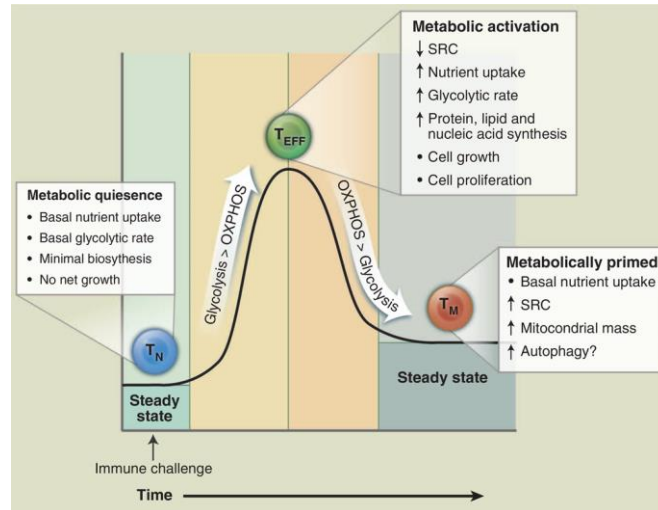 Metabolic activation
↓ SRC
↑ Nutrient uptake
↑ Glycolytic rate
↑ Protein, lipid and
nucleic acid synthesis
• Cell growth
• Cell proliferation
T_EFF
Metabolic quiesence
• Basal nutrient uptake
• Basal glycolytic rate
• Minimal biosythesis
• No net growth
Glycolysis > OXPHOS
OXPHOS > Glycolysis
Metabolically primed
• Basal nutrient uptake
↑ SRC
↑ Mitocondrial mass
↑ Autophagy?
T_N
T_M
Steady
state
Steady state
Immune challenge
Time